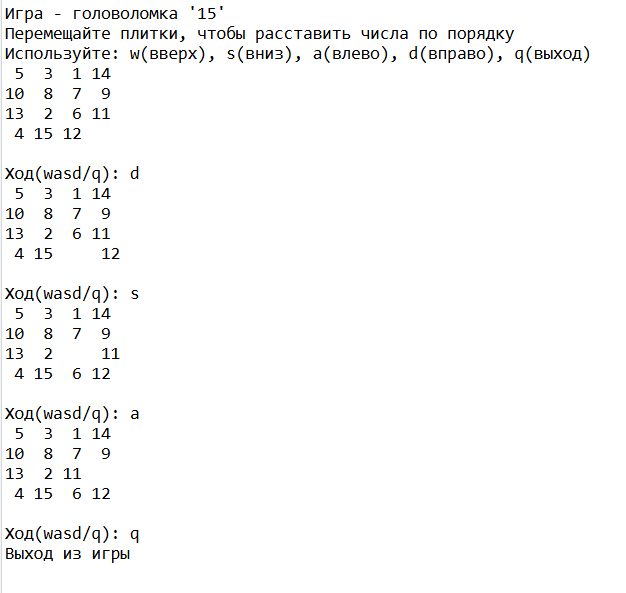 Игра - головоломка '15'
Перемещайте плитки, чтобы расставить числа по порядку
Используйте: w(вверх), s(вниз), a(влево), d(вправо), q(выход)
 5  3  1 14
10  8  7  9
13  2  6 11
 4 15 12

Ход(wasd/q): d
 5  3  1 14
10  8  7  9
13  2  6 11
 4 15     12

Ход(wasd/q): s
 5  3  1 14
10  8  7  9
13  2     11
 4 15  6 12

Ход(wasd/q): a
 5  3  1 14
10  8  7  9
13  2 11
 4 15  6 12

Ход(wasd/q): q
Выход из игры